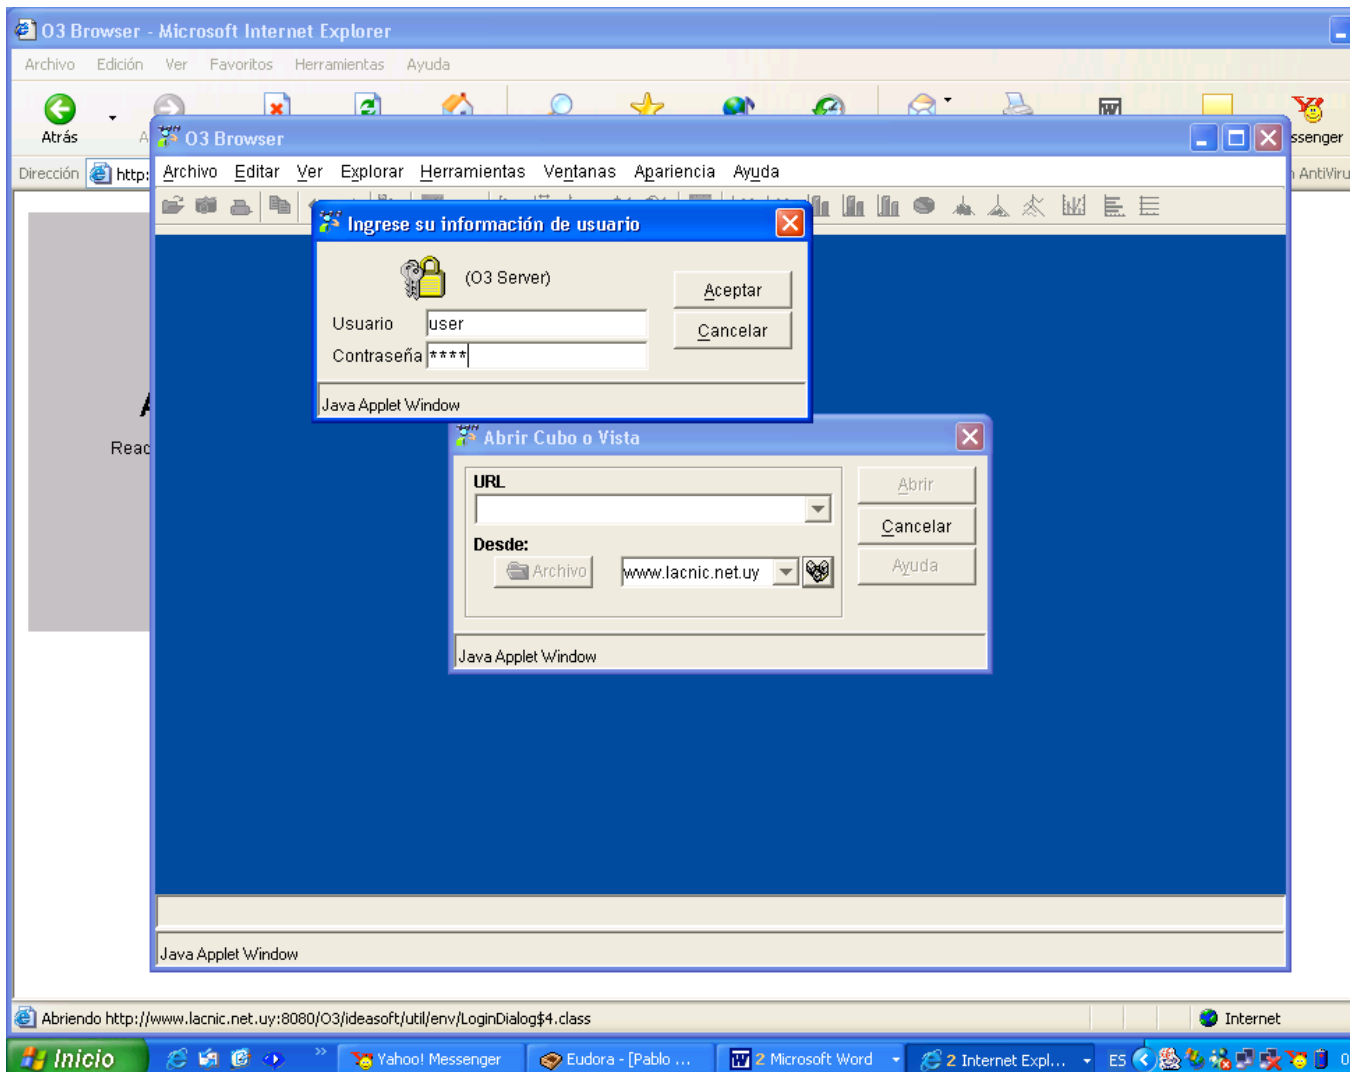 O3 Browser - Microsoft Internet Explorer
Archivo Edición Ver Favoritos Herramientas Ayuda
Atrás
ssenger
O3 Browser
Dirección http:
Archivo Editar Ver Explorar Herramientas Ventanas Apariencia Ayuda
AntiViru
Ingrese su información de usuario
(O3 Server)
Aceptar
Usuario user
Cancelar
Contraseña ****
Java Applet Window
Reac
Abrir Cubo o Vista
URL
Abrir
Cancelar
Desde:
Archivo www.lacnic.net.uy
Ayuda
Java Applet Window
Java Applet Window
Abriendo http://www.lacnic.net.uy:8080/O3/ideasoft/util/env/LoginDialog$4.class
Internet
Inicio » Yahoo! Messenger Eudora - [Pablo ... 2 Microsoft Word 2 Internet Expl... ES 0